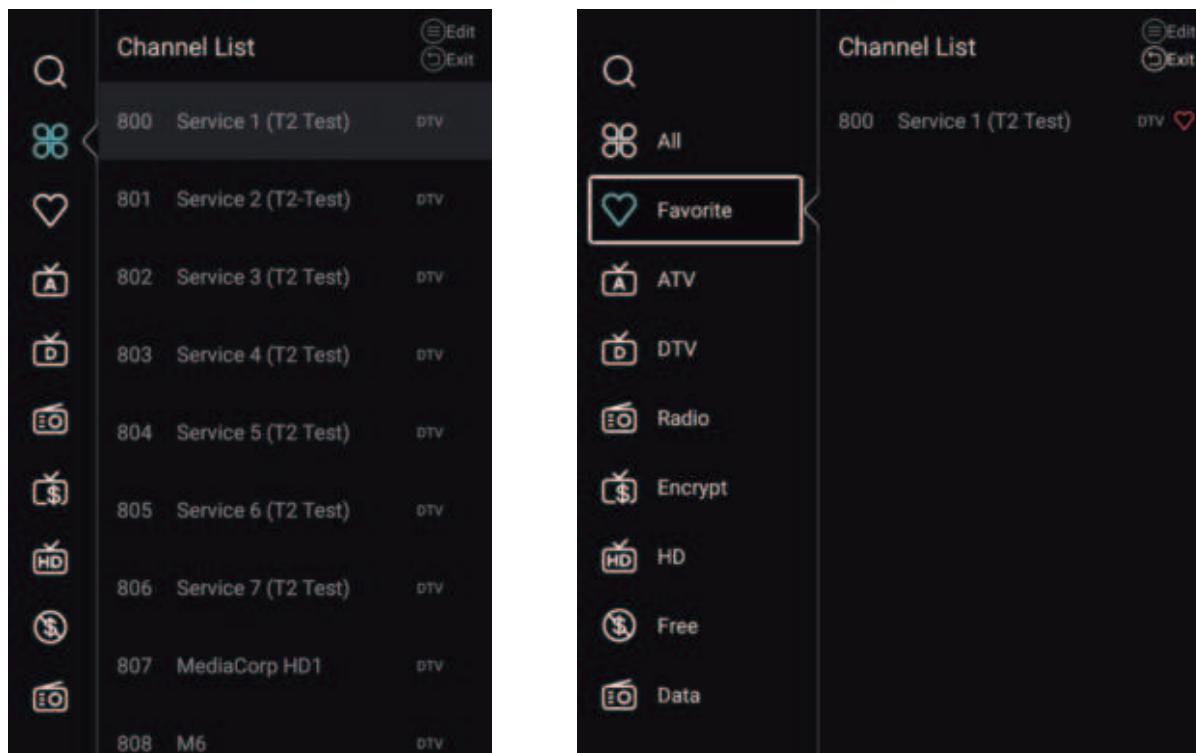 Channel List
Edit
Exit
800 Service 1 (T2 Test) DTV
801 Service 2 (T2-Test) DTV
802 Service 3 (T2 Test) DTV
803 Service 4 (T2 Test) DTV
804 Service 5 (T2 Test) DTV
805 Service 6 (T2 Test) DTV
806 Service 7 (T2 Test) DTV
807 MediaCorp HD1 DTV
808 M6 DTV
A
D
$
HD
$
Channel List
Edit
Exit
800 Service 1 (T2 Test) DTV
All
Favorite
A ATV
D DTV
Radio
$ Encrypt
HD HD
$ Free
Data